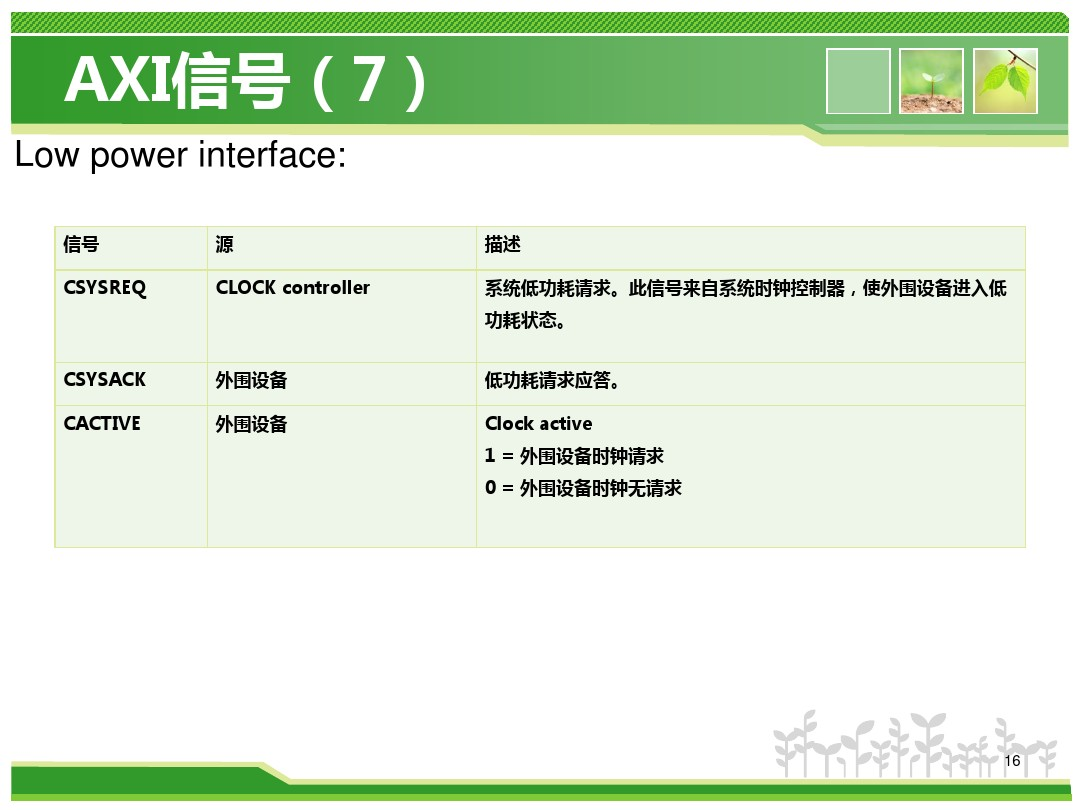 AXI信号（7）
Low power interface:
信号 源 描述
CSYSREQ CLOCK controller 系统低功耗请求。此信号来自系统时钟控制器，使外围设备进入低
功耗状态。
CSYSACK 外围设备 低功耗请求应答。
CACTIVE 外围设备 Clock active
1 = 外围设备时钟请求
0 = 外围设备时钟无请求
16